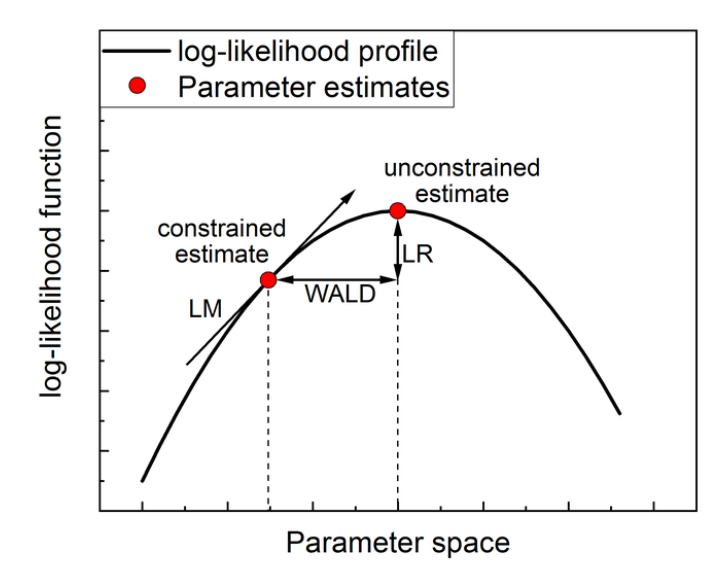 log-likelihood profile
Parameter estimates
unconstrained
estimate
constrained
estimate
LR
WALD
LM
log-likelihood function
Parameter space